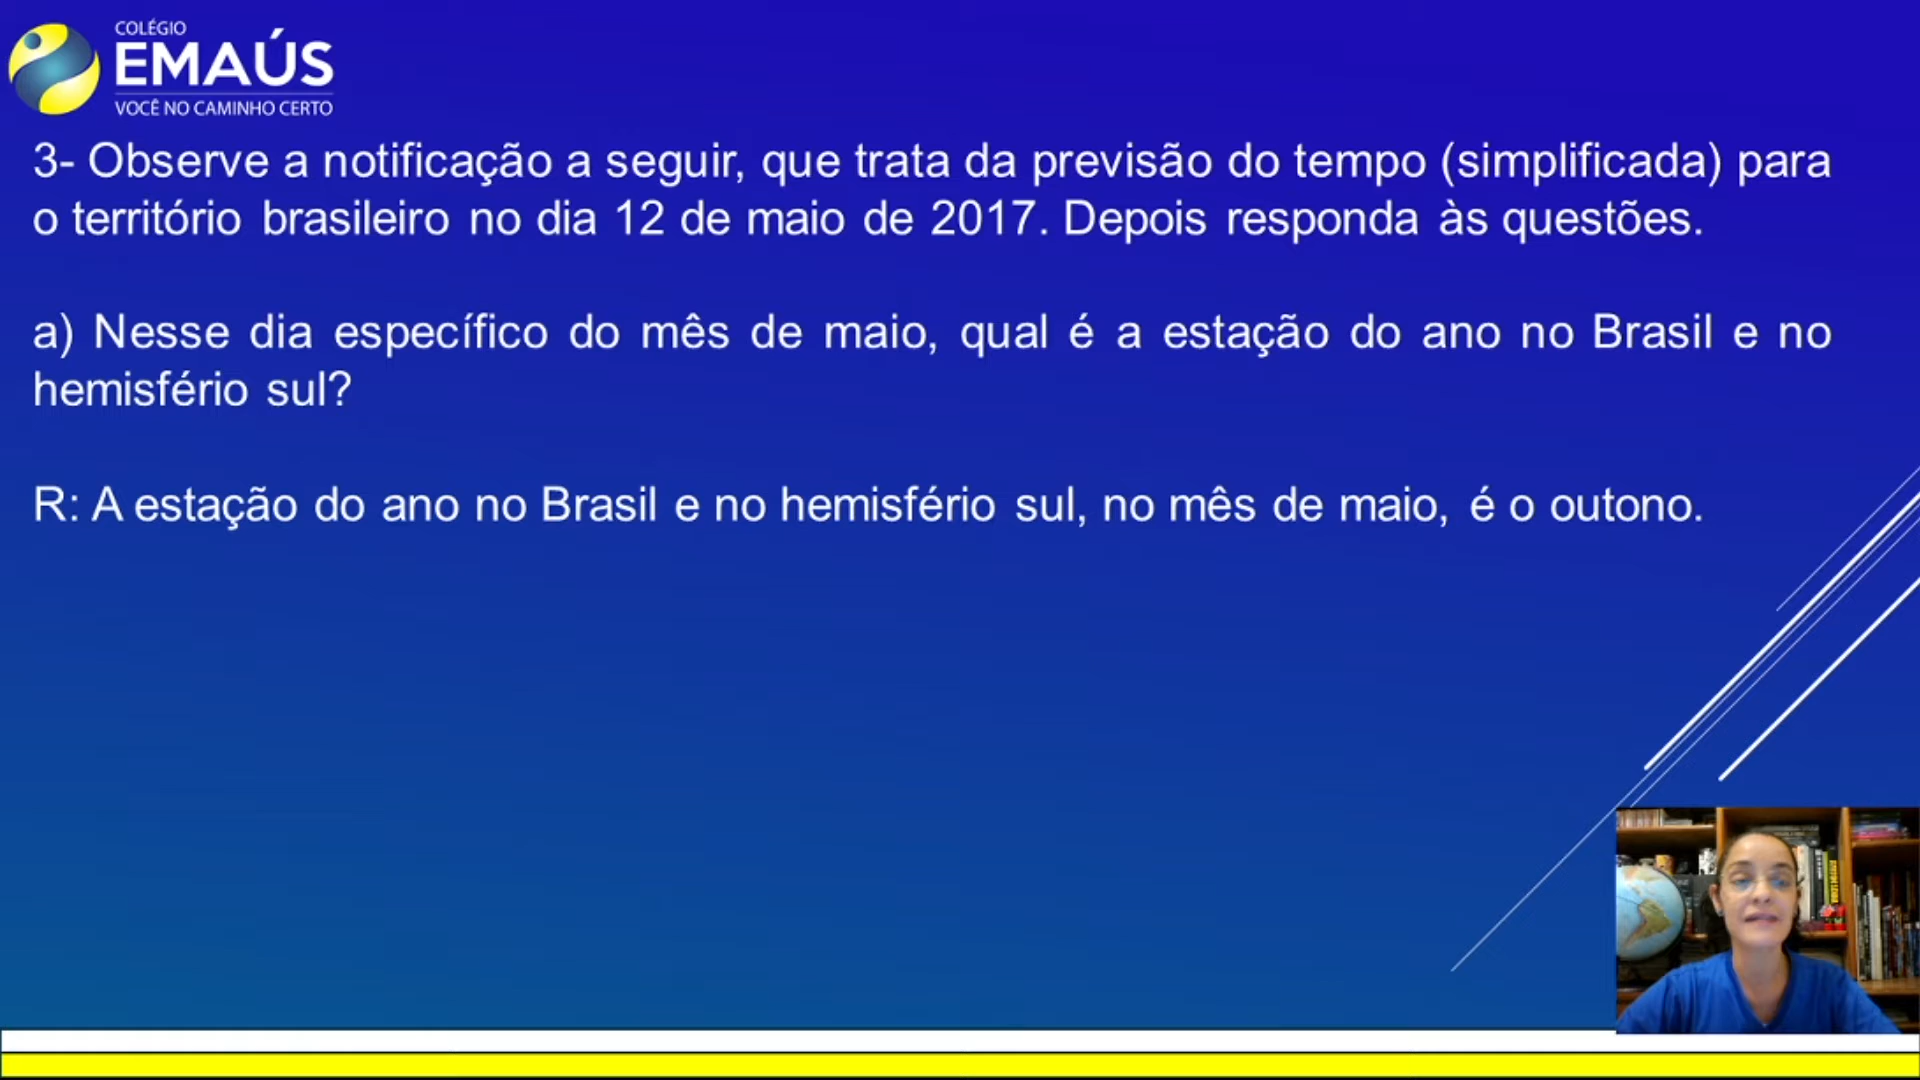 COLÉGIO
EMAÚS
VOCÊ NO CAMINHO CERTO
3- Observe a notificação a seguir, que trata da previsão do tempo (simplificada) para
o território brasileiro no dia 12 de maio de 2017. Depois responda às questões.
a) Nesse dia específico do mês de maio, qual é a estação do ano no Brasil e no
hemisfério sul?
R: A estação do ano no Brasil e no hemisfério sul, no mês de maio, é o outono.